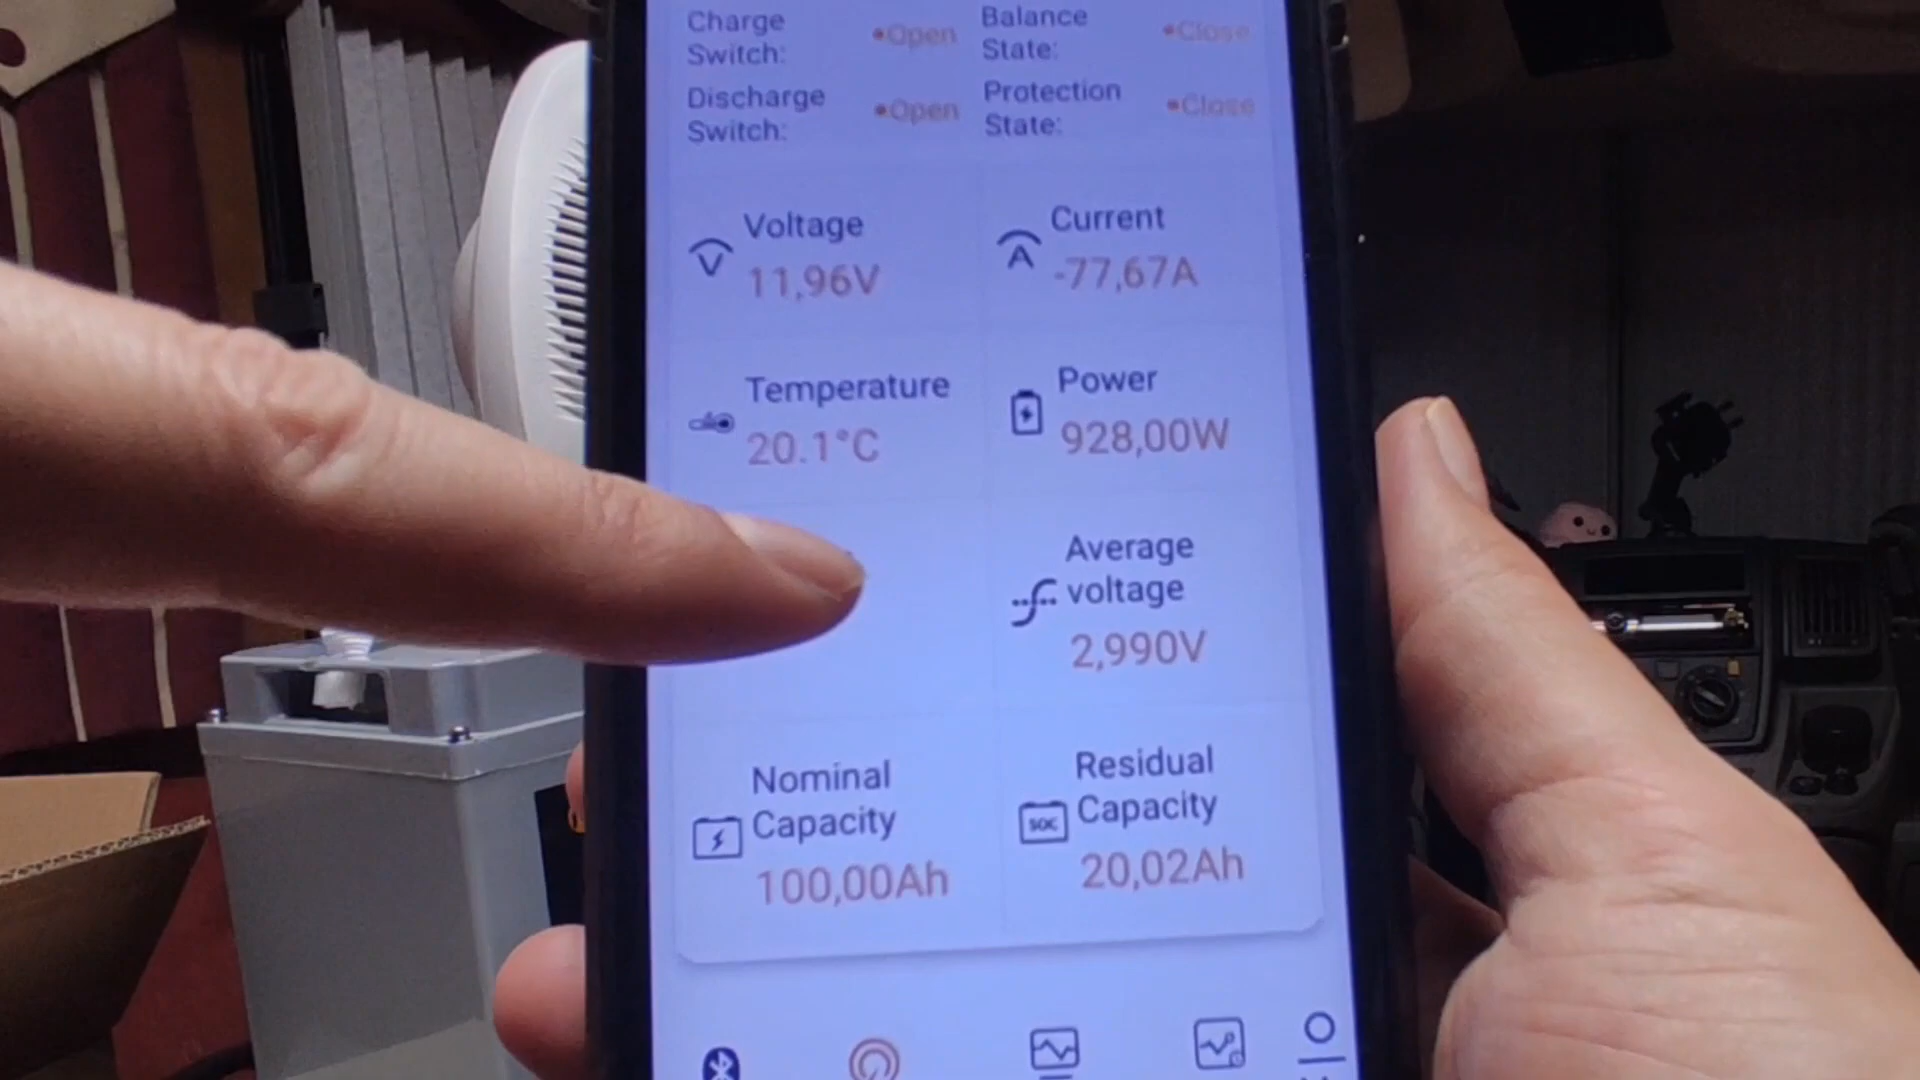 Charge Switch: •Open
Balance State: •Close
Discharge Switch: •Open
Protection State: •Close
Voltage
11,96V
Current
-77,67A
Temperature
20.1°C
Power
928,00W
Average
voltage
2,990V
Nominal
Capacity
100,00Ah
Residual
Capacity
SOC
20,02Ah